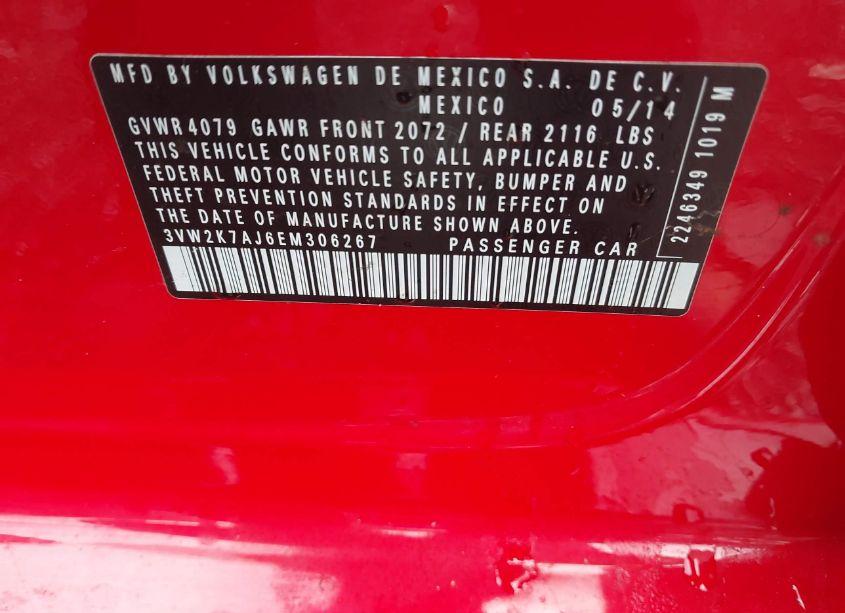 MFD BY VOLKSWAGEN DE MEXICO S.A. DE C.V.
MEXICO 05/14
GVWR 4079 GAWR FRONT 2072 / REAR 2116 LBS
THIS VEHICLE CONFORMS TO ALL APPLICABLE U.S.
FEDERAL MOTOR VEHICLE SAFETY, BUMPER AND
THEFT PREVENTION STANDARDS IN EFFECT ON
THE DATE OF MANUFACTURE SHOWN ABOVE.
3VW2K7AJ6EM306267 PASSENGER CAR
2246349 1019 M